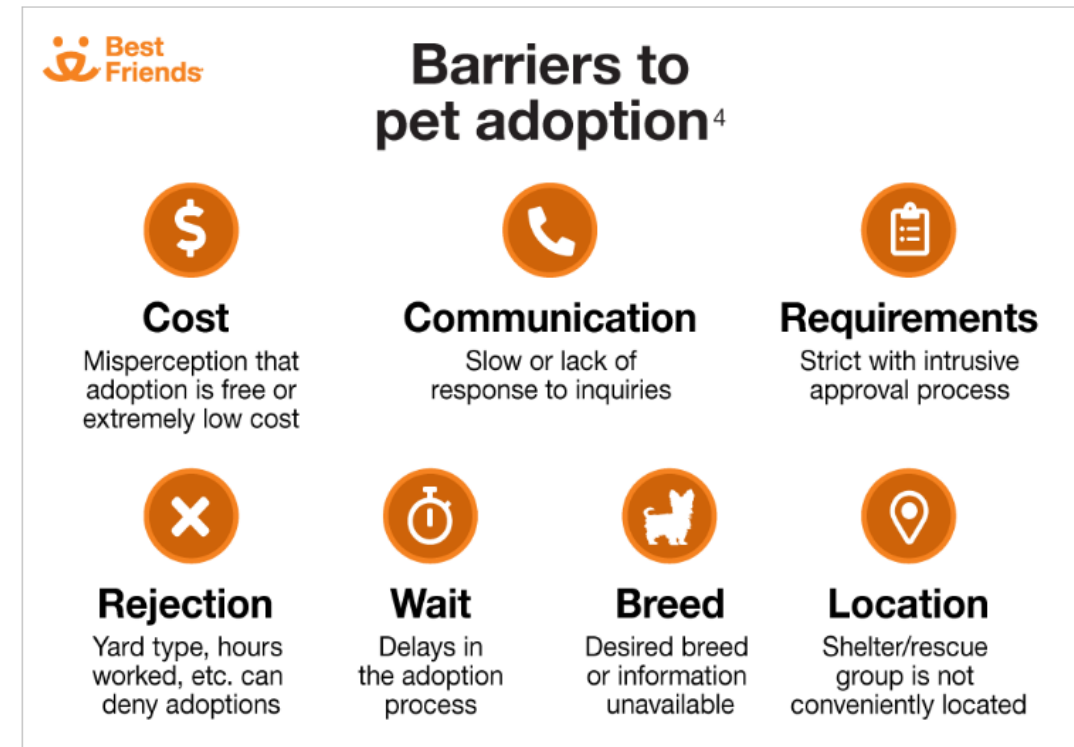 Best
Friends
Barriers to
pet adoption⁴
Cost
Misperception that
adoption is free or
extremely low cost
Communication
Slow or lack of
response to inquiries
Requirements
Strict with intrusive
approval process
Rejection
Yard type, hours
worked, etc. can
deny adoptions
Wait
Delays in
the adoption
process
Breed
Desired breed
or information
unavailable
Location
Shelter/rescue
group is not
conveniently located